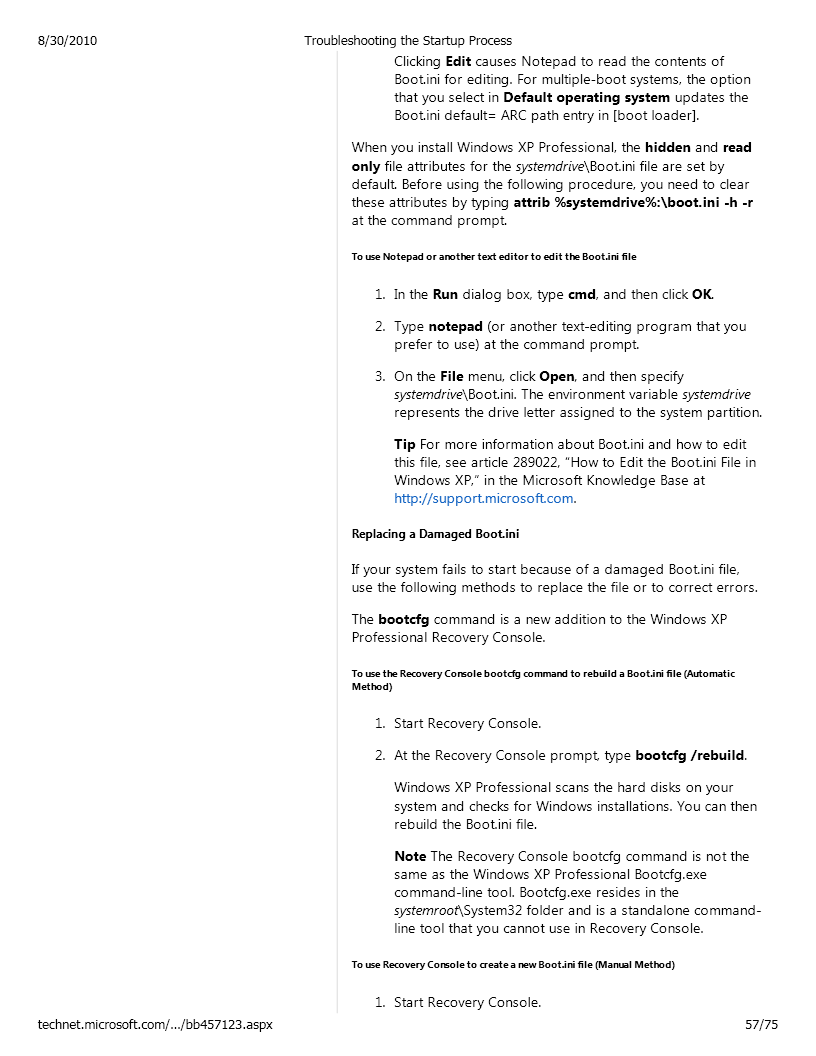 8/30/2010
Troubleshooting the Startup Process
Clicking Edit causes Notepad to read the contents of
Boot.ini for editing. For multiple-boot systems, the option
that you select in Default operating system updates the
Boot.ini default= ARC path entry in [boot loader].
When you install Windows XP Professional, the hidden and read
only file attributes for the systemdrive\Boot.ini file are set by
default. Before using the following procedure, you need to clear
these attributes by typing attrib %systemdrive%:\boot.ini -h -r
at the command prompt.
To use Notepad or another text editor to edit the Boot.ini file
1. In the Run dialog box, type cmd, and then click OK.
2. Type notepad (or another text-editing program that you
prefer to use) at the command prompt.
3. On the File menu, click Open, and then specify
systemdrive\Boot.ini. The environment variable systemdrive
represents the drive letter assigned to the system partition.
Tip For more information about Boot.ini and how to edit
this file, see article 289022, “How to Edit the Boot.ini File in
Windows XP,” in the Microsoft Knowledge Base at
http://support.microsoft.com.
Replacing a Damaged Boot.ini
If your system fails to start because of a damaged Boot.ini file,
use the following methods to replace the file or to correct errors.
The bootcfg command is a new addition to the Windows XP
Professional Recovery Console.
To use the Recovery Console bootcfg command to rebuild a Boot.ini file (Automatic
Method)
1. Start Recovery Console.
2. At the Recovery Console prompt, type bootcfg /rebuild.
Windows XP Professional scans the hard disks on your
system and checks for Windows installations. You can then
rebuild the Boot.ini file.
Note The Recovery Console bootcfg command is not the
same as the Windows XP Professional Bootcfg.exe
command-line tool. Bootcfg.exe resides in the
systemroot\System32 folder and is a standalone command-
line tool that you cannot use in Recovery Console.
To use Recovery Console to create a new Boot.ini file (Manual Method)
1. Start Recovery Console.
technet.microsoft.com/.../bb457123.aspx
57/75